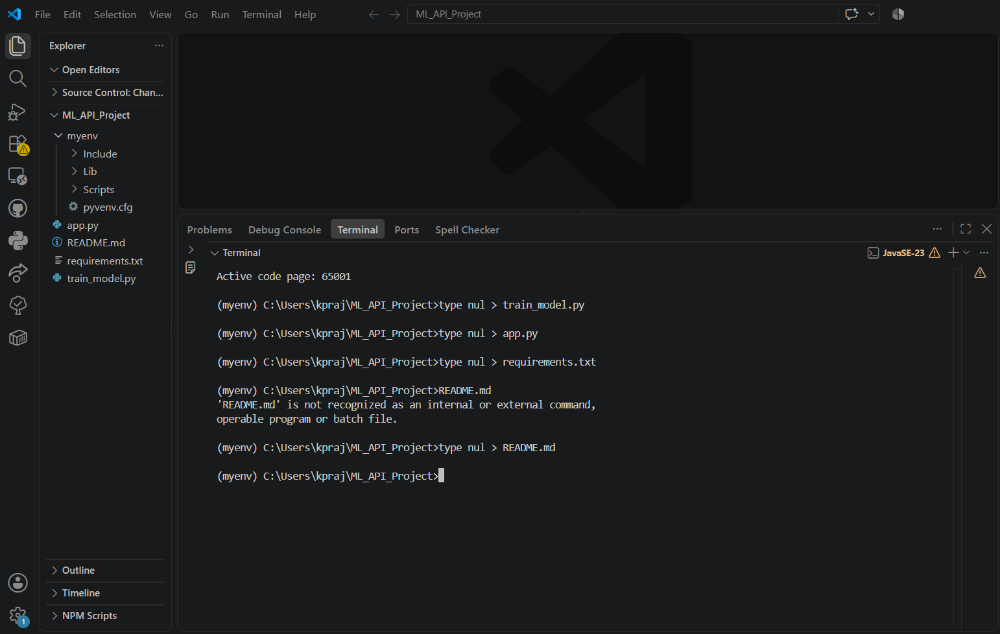 File Edit Selection View Go Run Terminal Help
ML_API_Project
Explorer
Open Editors
Source Control: Chan...
ML_API_Project
myenv
Include
Lib
Scripts
pyvenv.cfg
app.py
README.md
requirements.txt
train_model.py
Outline
Timeline
NPM Scripts
1
Problems Debug Console Terminal Ports Spell Checker
Terminal
JavaSE-23
Active code page: 65001
(myenv) C:\Users\kpraj\ML_API_Project>type nul > train_model.py
(myenv) C:\Users\kpraj\ML_API_Project>type nul > app.py
(myenv) C:\Users\kpraj\ML_API_Project>type nul > requirements.txt
(myenv) C:\Users\kpraj\ML_API_Project>README.md
'README.md' is not recognized as an internal or external command,
operable program or batch file.
(myenv) C:\Users\kpraj\ML_API_Project>type nul > README.md
(myenv) C:\Users\kpraj\ML_API_Project>